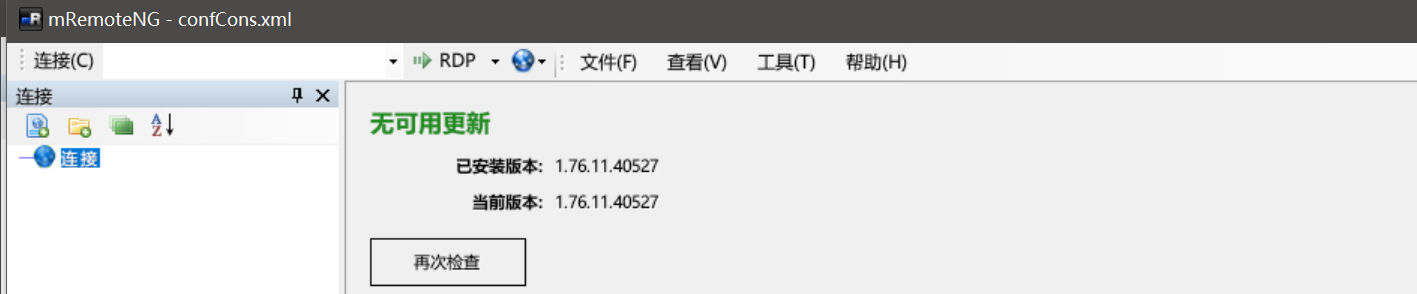 mRemoteNG - confCons.xml
连接(C) RDP 文件(F) 查看(V) 工具(T) 帮助(H)
连接
无可用更新
连接
已安装版本: 1.76.11.40527
当前版本: 1.76.11.40527
再次检查